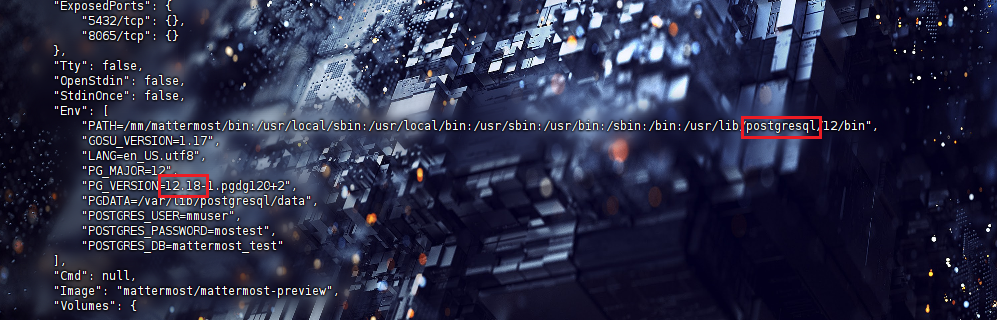 "ExposedPorts": {
"5432/tcp": {},
"8065/tcp": {}
},
"Tty": false,
"OpenStdin": false,
"StdinOnce": false,
"Env": [
"PATH=/mm/mattermost/bin:/usr/local/sbin:/usr/local/bin:/usr/sbin:/usr/bin:/sbin:/bin:/usr/lib/postgresql/12/bin",
"GOSU_VERSION=1.17",
"LANG=en_US.utf8",
"PG_MAJOR=12",
"PG_VERSION=12.18-1.pgdg120+2",
"PGDATA=/var/lib/postgresql/data",
"POSTGRES_USER=mmuser",
"POSTGRES_PASSWORD=mostest",
"POSTGRES_DB=mattermost_test"
],
"Cmd": null,
"Image": "mattermost/mattermost-preview",
"Volumes": {